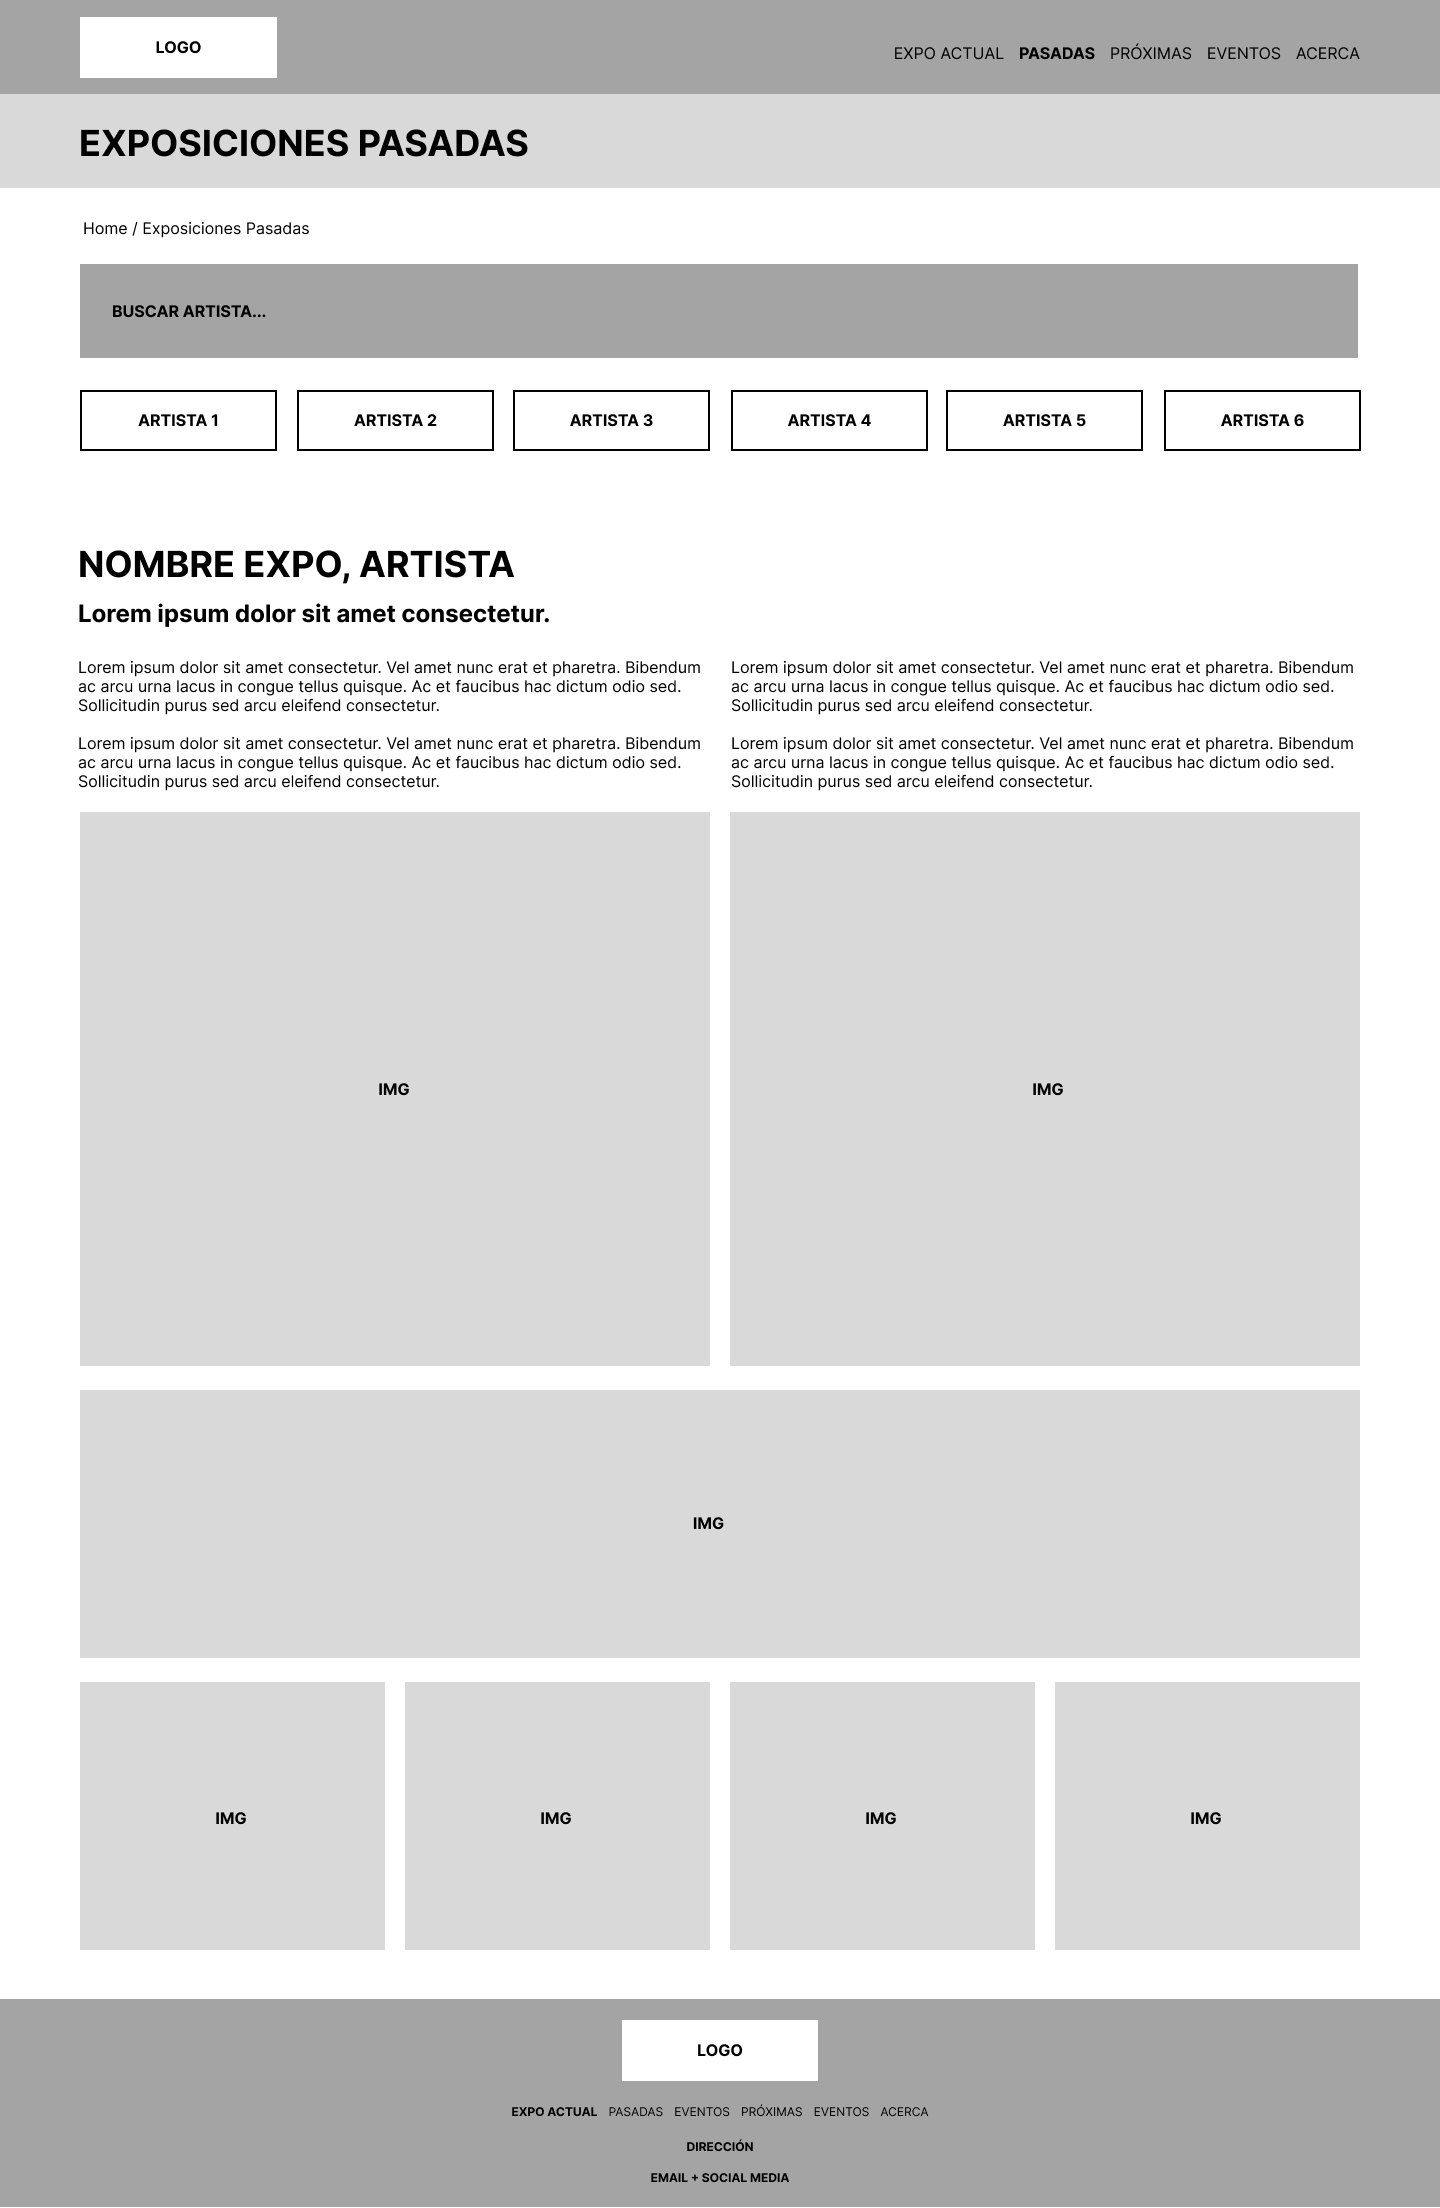 LOGO
EXPO ACTUAL PASADAS PRÓXIMAS EVENTOS ACERCA
EXPOSICIONES PASADAS
Home / Exposiciones Pasadas
BUSCAR ARTISTA...
ARTISTA 1
ARTISTA 2
ARTISTA 3
ARTISTA 4
ARTISTA 5
ARTISTA 6
NOMBRE EXPO, ARTISTA
Lorem ipsum dolor sit amet consectetur.
Lorem ipsum dolor sit amet consectetur. Vel amet nunc erat et pharetra. Bibendum
ac arcu urna lacus in congue tellus quisque. Ac et faucibus hac dictum odio sed.
Sollicitudin purus sed arcu eleifend consectetur.
Lorem ipsum dolor sit amet consectetur. Vel amet nunc erat et pharetra. Bibendum
ac arcu urna lacus in congue tellus quisque. Ac et faucibus hac dictum odio sed.
Sollicitudin purus sed arcu eleifend consectetur.
Lorem ipsum dolor sit amet consectetur. Vel amet nunc erat et pharetra. Bibendum
ac arcu urna lacus in congue tellus quisque. Ac et faucibus hac dictum odio sed.
Sollicitudin purus sed arcu eleifend consectetur.
Lorem ipsum dolor sit amet consectetur. Vel amet nunc erat et pharetra. Bibendum
ac arcu urna lacus in congue tellus quisque. Ac et faucibus hac dictum odio sed.
Sollicitudin purus sed arcu eleifend consectetur.
IMG
IMG
IMG
IMG
IMG
IMG
IMG
LOGO
EXPO ACTUAL PASADAS EVENTOS PRÓXIMAS EVENTOS ACERCA
DIRECCIÓN
EMAIL + SOCIAL MEDIA